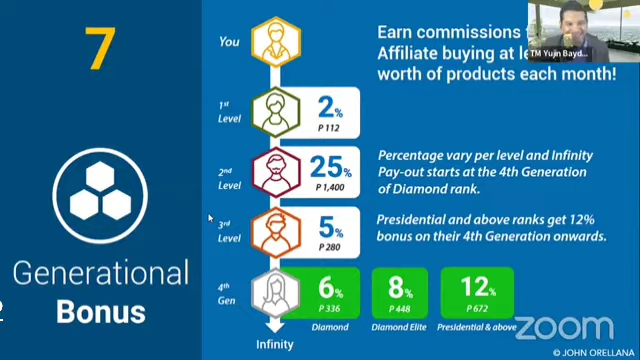 7
Generational
Bonus
You
1st
Level
2%
P 112
2nd
Level
25%
P 1,400
3rd
Level
5%
P 280
4th
Gen
6%
P 336
Diamond
8%
P 448
Diamond Elite
12%
P 672
Presidential & above
Infinity
Earn commissions
Affiliate buying at
worth of products each month!
TM Yujin Bayd...
Percentage vary per level and Infinity
Pay-out starts at the 4th Generation
of Diamond rank.
Presidential and above ranks get 12%
bonus on their 4th Generation onwards.
zoom
© JOHN ORELLANA